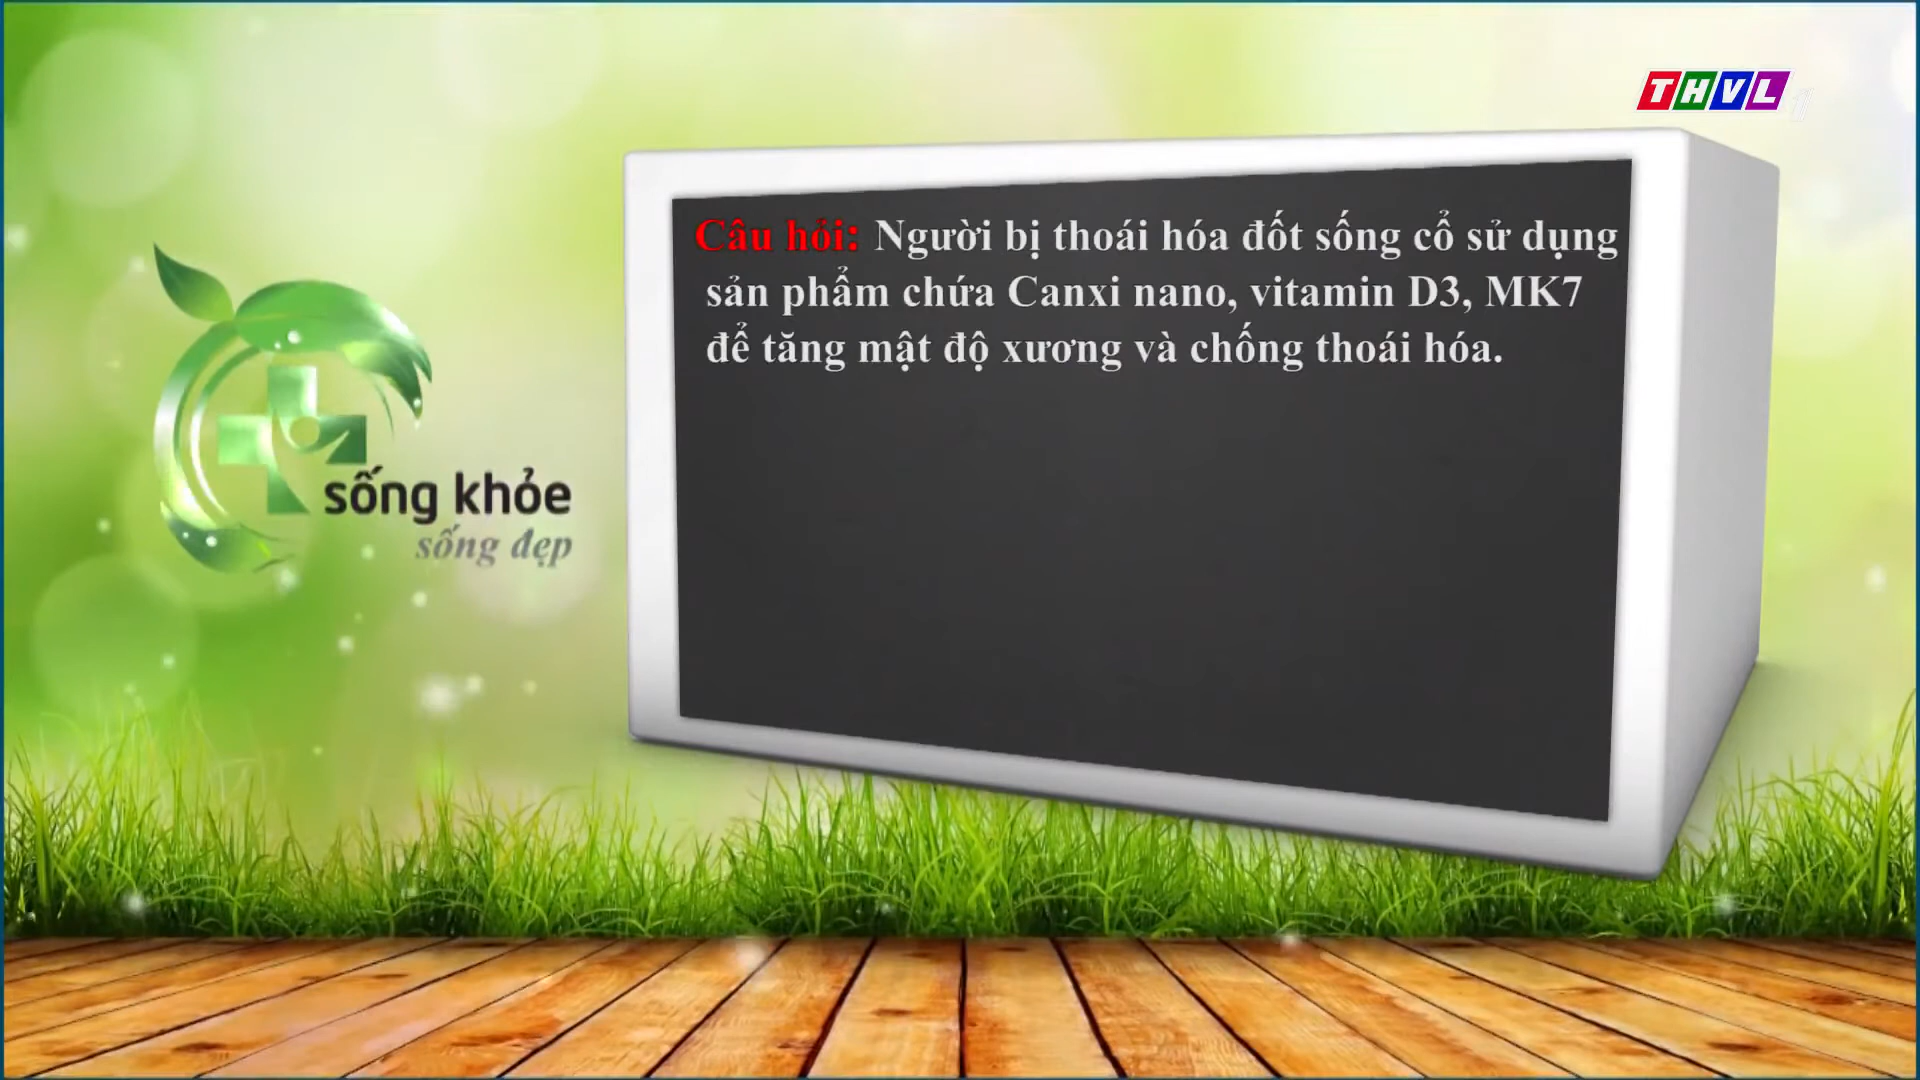 THVL
Câu hỏi: Người bị thoái hóa đốt sống cổ sử dụng
sản phẩm chứa Canxi nano, vitamin D3, MK7
để tăng mật độ xương và chống thoái hóa.
sống khỏe
sống đẹp